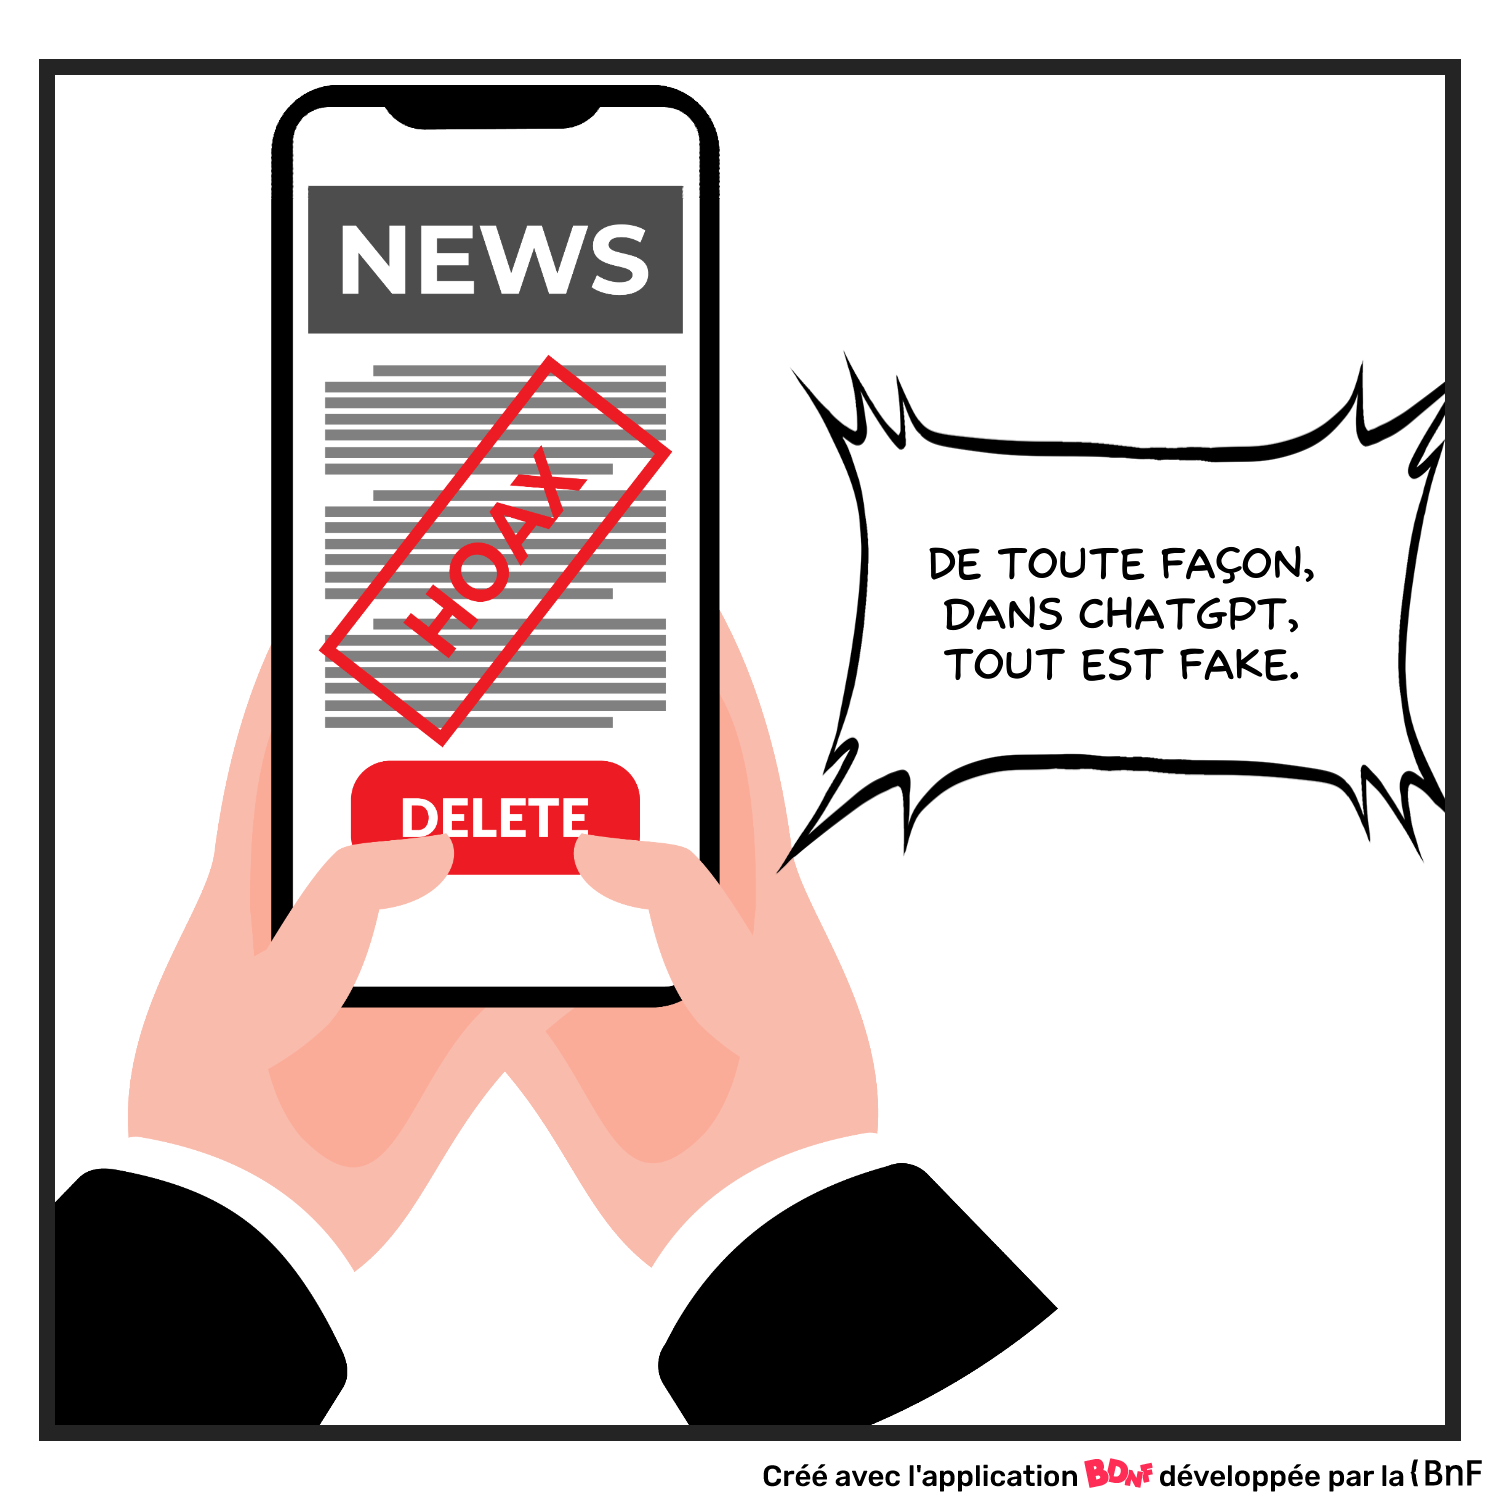 NEWS
HOAX
DELETE
DE TOUTE FAÇON,
DANS CHATGPT,
TOUT EST FAKE.
Créé avec l'application BDnF développée par la {BnF